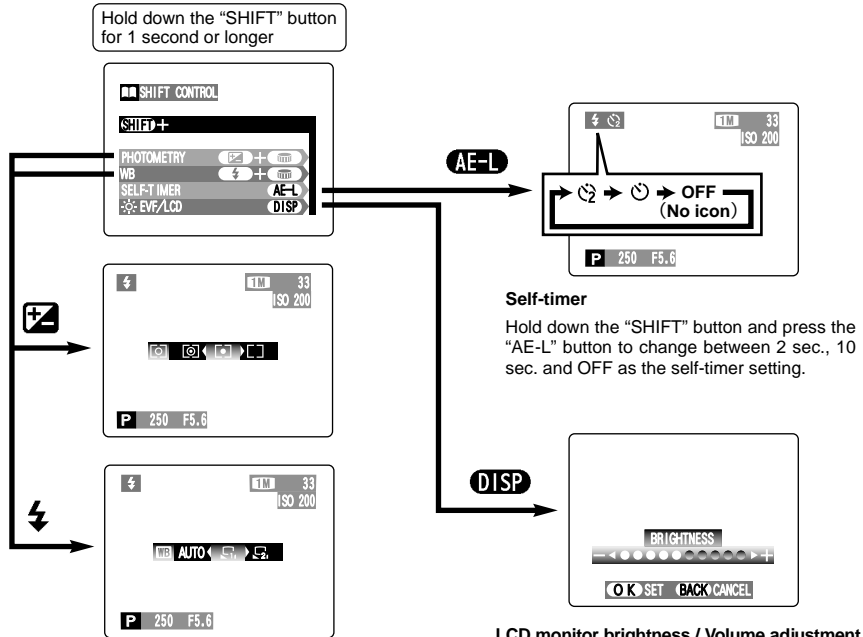 Hold down the “SHIFT” button
for 1 second or longer
SHIFT CONTROL
SHIFT +
PHOTOMETRY +
WB +
SELF-TIMER AE-L
EVF/LCD DISP
AE-L
1M 33
ISO 200
2 OFF
(No icon)
P 250 F5.6
Self-timer
Hold down the “SHIFT” button and press the
“AE-L” button to change between 2 sec., 10
sec. and OFF as the self-timer setting.
1M 33
ISO 200
P 250 F5.6
DISP
BRIGHTNESS
− +
OK SET BACK CANCEL
LCD monitor brightness / Volume adjustment
1M 33
ISO 200
WB AUTO 1 2
P 250 F5.6